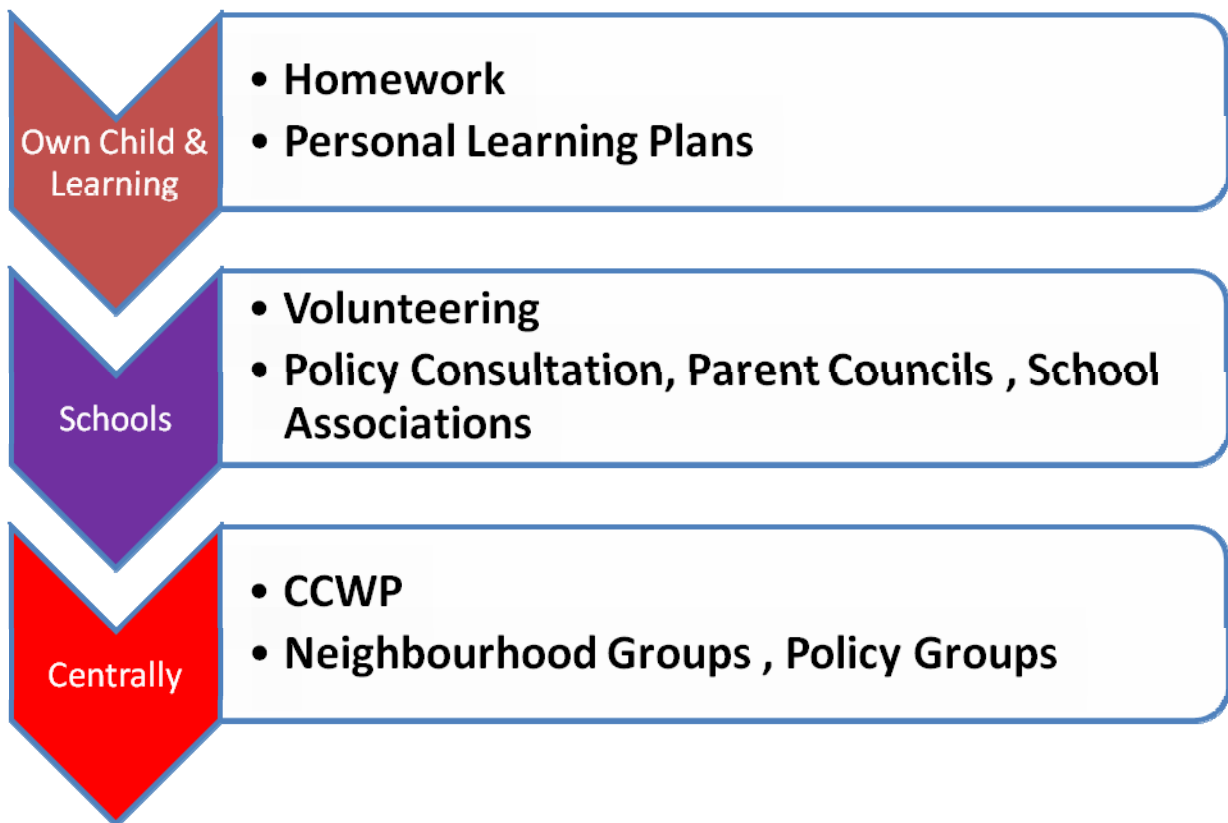 Own Child &
Learning
• Homework
• Personal Learning Plans
Schools
• Volunteering
• Policy Consultation, Parent Councils , School
Associations
Centrally
• CCWP
• Neighbourhood Groups , Policy Groups